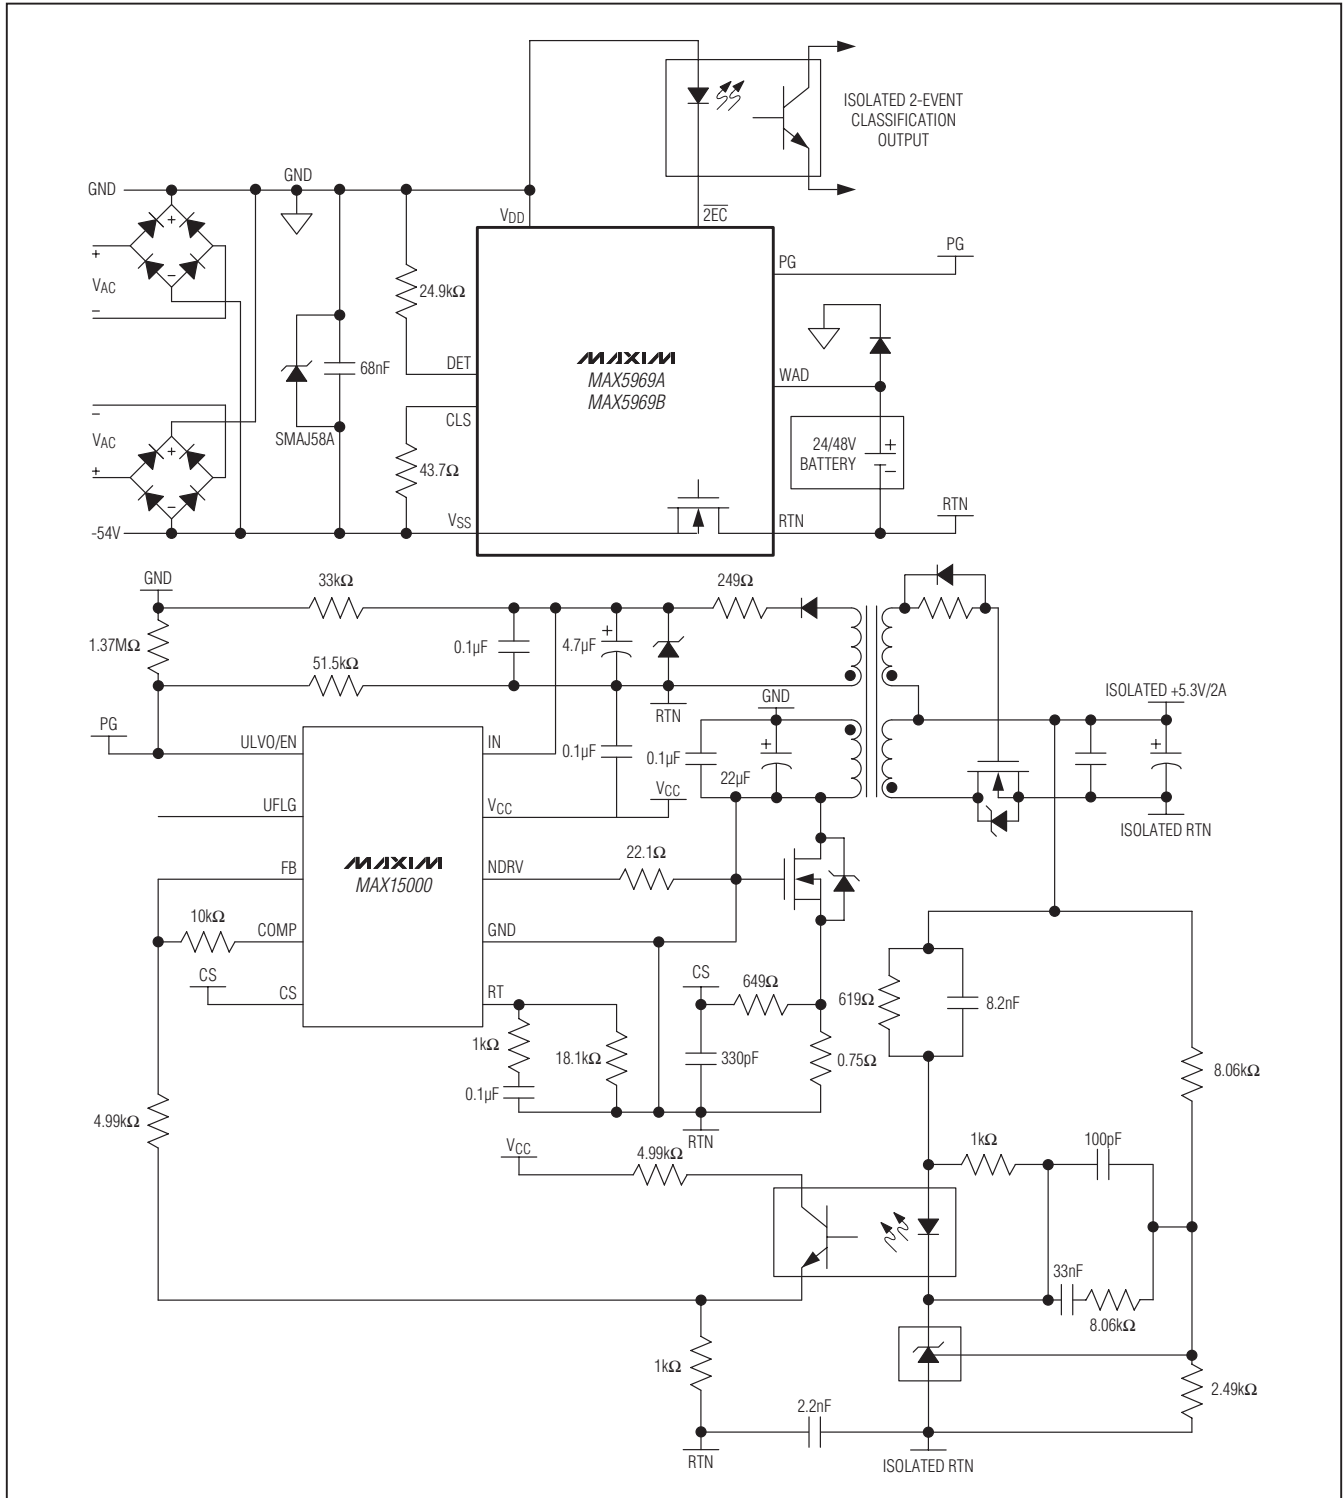 ISOLATED 2-EVENT
CLASSIFICATION
OUTPUT
GND
GND
VDD
2EC
+
+
VAC
−
−
24.9kΩ
PG
PG
DET
68nF
MAXIM
MAX5969A
MAX5969B
WAD
−
VAC
+
+
−
SMAJ58A
CLS
43.7Ω
24/48V
BATTERY
+
−
-54V
VSS
RTN
RTN
GND
33kΩ
249Ω
1.37MΩ
0.1µF
4.7µF
+
51.5kΩ
RTN
GND
ISOLATED +5.3V/2A
PG
ULVO/EN
IN
0.1µF
0.1µF
+
22µF
+
UFLG
VCC
VCC
ISOLATED RTN
MAXIM
MAX15000
FB
NDRV
22.1Ω
10kΩ
COMP
GND
CS
CS
RT
CS
649Ω
619Ω
8.2nF
1kΩ
18.1kΩ
330pF
0.75Ω
8.06kΩ
0.1µF
4.99kΩ
RTN
VCC
4.99kΩ
1kΩ
100pF
33nF
8.06kΩ
1kΩ
2.49kΩ
2.2nF
RTN
ISOLATED RTN